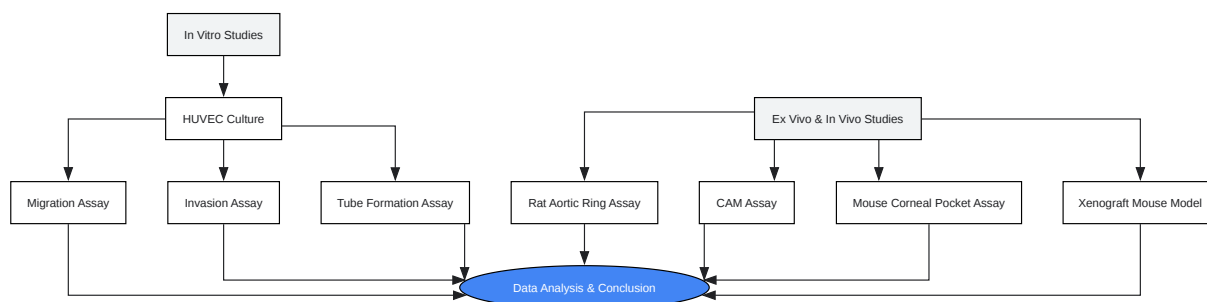 In Vitro Studies
HUVEC Culture
Ex Vivo & In Vivo Studies
Migration Assay
Invasion Assay
Tube Formation Assay
Rat Aortic Ring Assay
CAM Assay
Mouse Corneal Pocket Assay
Xenograft Mouse Model
Data Analysis & Conclusion